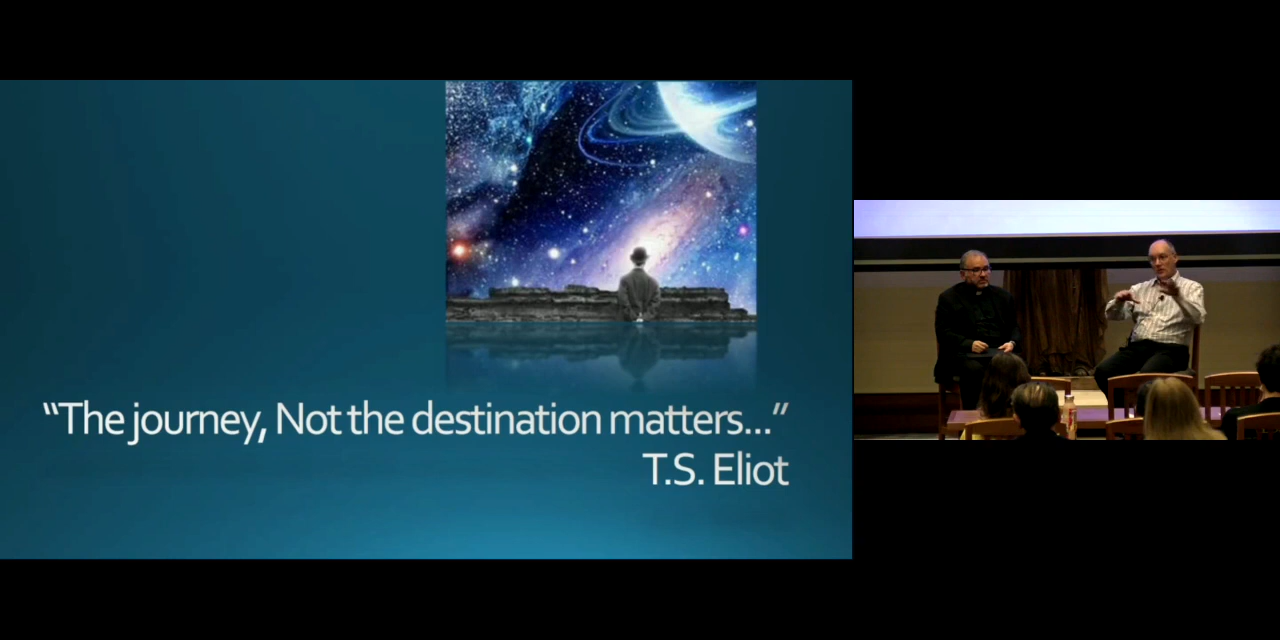 “The journey, Not the destination matters...”
T.S. Eliot